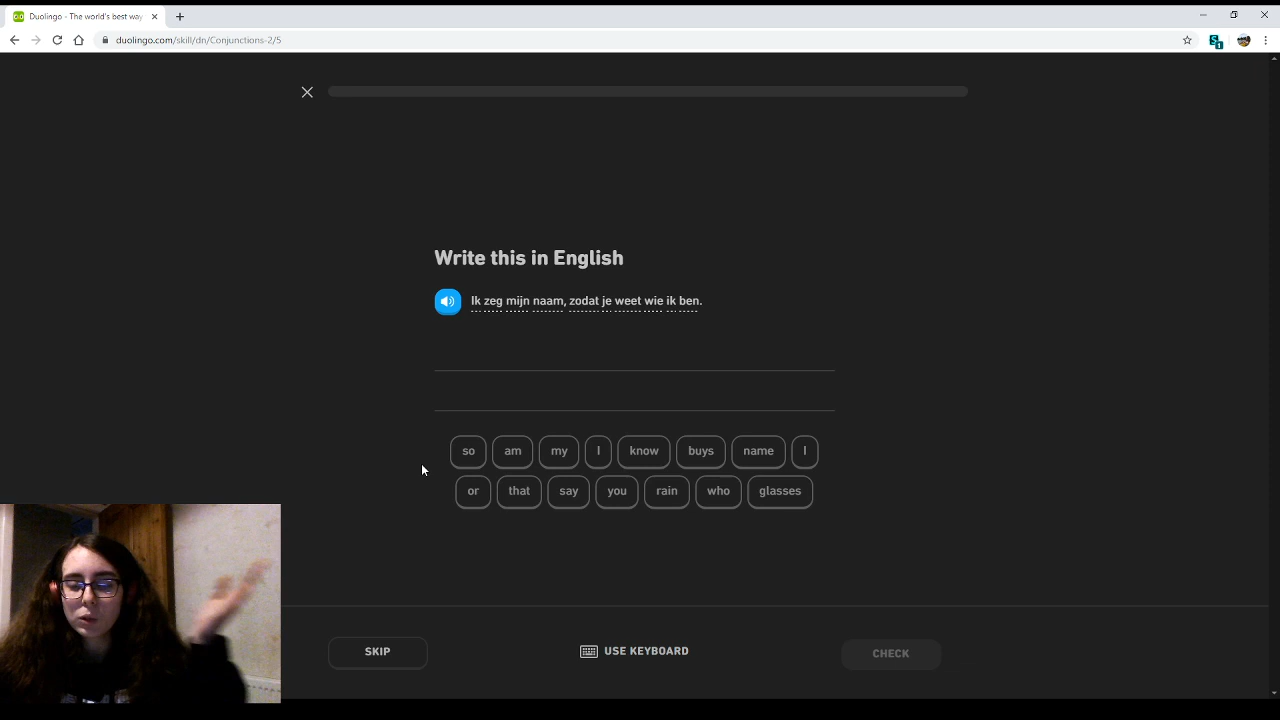 Duolingo - The world's best way
duolingo.com/skill/dn/Conjunctions-2/5
Write this in English
Ik zeg mijn naam, zodat je weet wie ik ben.
so am my I know buys name I
or that say you rain who glasses
SKIP USE KEYBOARD CHECK